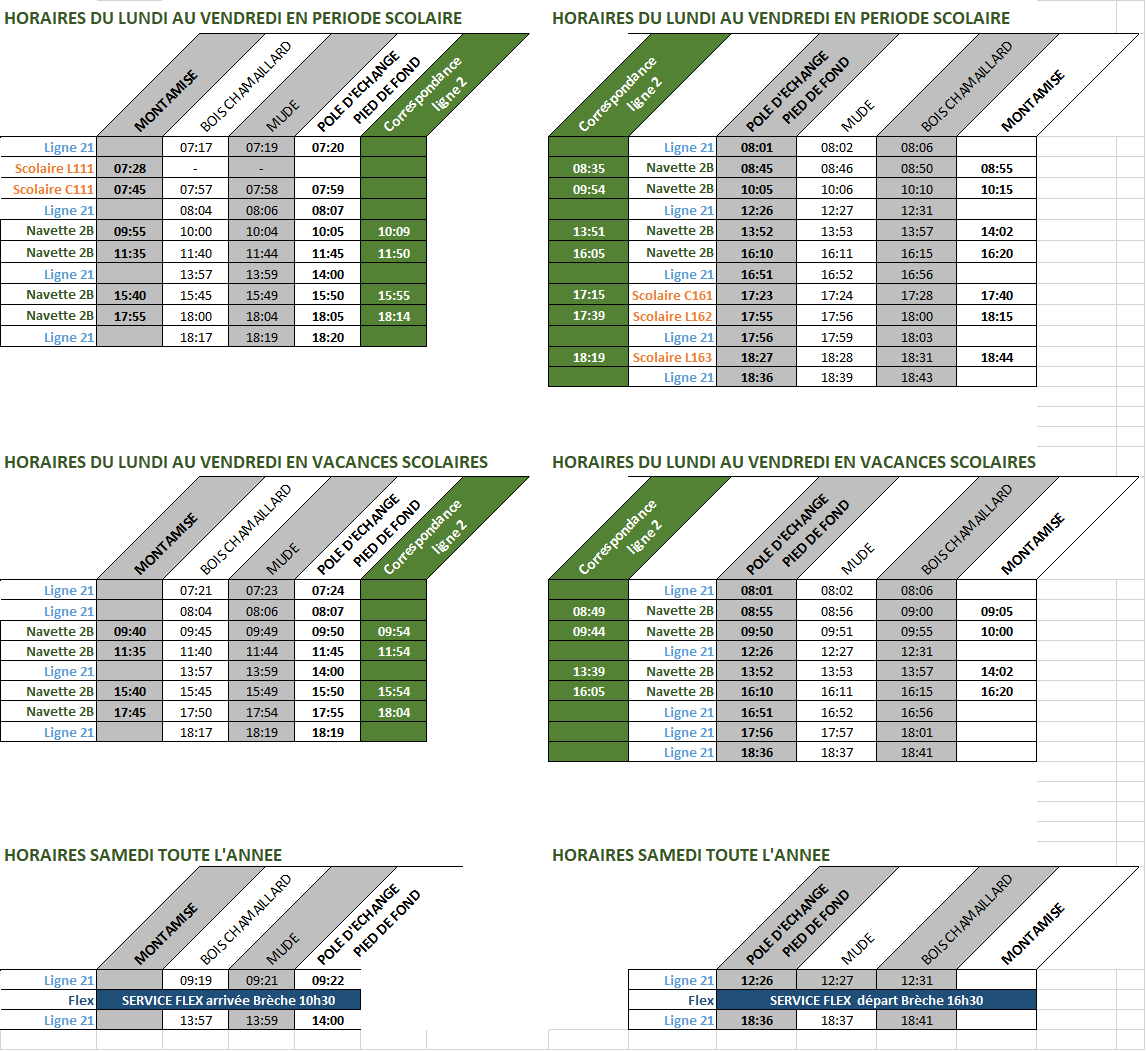 HORAIRES DU LUNDI AU VENDREDI EN PERIODE SCOLAIRE
MONTAMISE
BOIS CHAMAILLARD
MUDE
POLE D'ECHANGE
PIED DE FOND
Correspondance
ligne 2
Ligne 21 07:17 07:19 07:20
Scolaire L111 07:28 - -
Scolaire C111 07:45 07:57 07:58 07:59
Ligne 21 08:04 08:06 08:07
Navette 2B 09:55 10:00 10:04 10:05 10:09
Navette 2B 11:35 11:40 11:44 11:45 11:50
Ligne 21 13:57 13:59 14:00
Navette 2B 15:40 15:45 15:49 15:50 15:55
Navette 2B 17:55 18:00 18:04 18:05 18:14
Ligne 21 18:17 18:19 18:20
HORAIRES DU LUNDI AU VENDREDI EN PERIODE SCOLAIRE
Correspondance
ligne 2
POLE D'ECHANGE
PIED DE FOND
MUDE
BOIS CHAMAILLARD
MONTAMISE
Ligne 21 08:01 08:02 08:06
08:35 Navette 2B 08:45 08:46 08:50 08:55
09:54 Navette 2B 10:05 10:06 10:10 10:15
Ligne 21 12:26 12:27 12:31
13:51 Navette 2B 13:52 13:53 13:57 14:02
16:05 Navette 2B 16:10 16:11 16:15 16:20
Ligne 21 16:51 16:52 16:56
17:15 Scolaire C161 17:23 17:24 17:28 17:40
17:39 Scolaire L162 17:55 17:56 18:00 18:15
Ligne 21 17:56 17:59 18:03
18:19 Scolaire L163 18:27 18:28 18:31 18:44
Ligne 21 18:36 18:39 18:43
HORAIRES DU LUNDI AU VENDREDI EN VACANCES SCOLAIRES
MONTAMISE
BOIS CHAMAILLARD
MUDE
POLE D'ECHANGE
PIED DE FOND
Correspondance
ligne 2
Ligne 21 07:21 07:23 07:24
Ligne 21 08:04 08:06 08:07
Navette 2B 09:40 09:45 09:49 09:50 09:54
Navette 2B 11:35 11:40 11:44 11:45 11:54
Ligne 21 13:57 13:59 14:00
Navette 2B 15:40 15:45 15:49 15:50 15:54
Navette 2B 17:45 17:50 17:54 17:55 18:04
Ligne 21 18:17 18:19 18:19
HORAIRES DU LUNDI AU VENDREDI EN VACANCES SCOLAIRES
Correspondance
ligne 2
POLE D'ECHANGE
PIED DE FOND
MUDE
BOIS CHAMAILLARD
MONTAMISE
Ligne 21 08:01 08:02 08:06
08:49 Navette 2B 08:55 08:56 09:00 09:05
09:44 Navette 2B 09:50 09:51 09:55 10:00
Ligne 21 12:26 12:27 12:31
13:39 Navette 2B 13:52 13:53 13:57 14:02
16:05 Navette 2B 16:10 16:11 16:15 16:20
Ligne 21 16:51 16:52 16:56
Ligne 21 17:56 17:57 18:01
Ligne 21 18:36 18:37 18:41
HORAIRES SAMEDI TOUTE L'ANNEE
MONTAMISE
BOIS CHAMAILLARD
MUDE
POLE D'ECHANGE
PIED DE FOND
Ligne 21 09:19 09:21 09:22
Flex SERVICE FLEX arrivée Brèche 10h30
Ligne 21 13:57 13:59 14:00
HORAIRES SAMEDI TOUTE L'ANNEE
POLE D'ECHANGE
PIED DE FOND
MUDE
BOIS CHAMAILLARD
MONTAMISE
Ligne 21 12:26 12:27 12:31
Flex SERVICE FLEX départ Brèche 16h30
Ligne 21 18:36 18:37 18:41